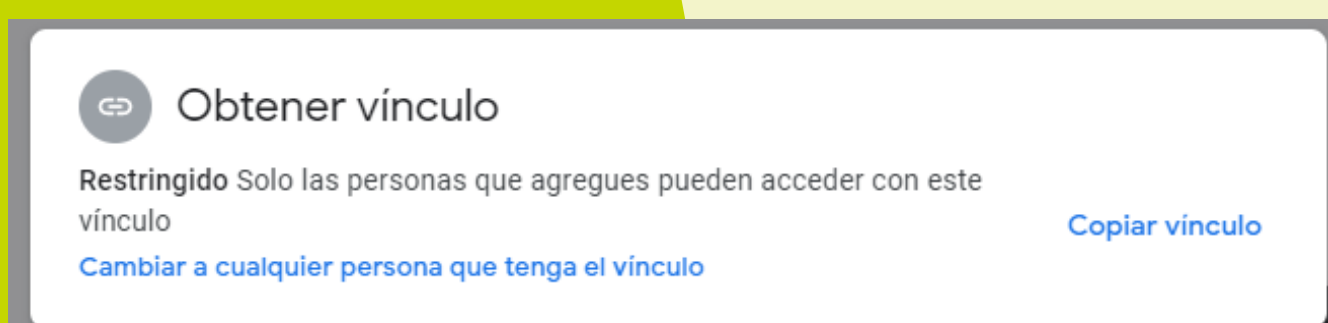 Obtener vínculo
Restringido Solo las personas que agregues pueden acceder con este
vínculo
Copiar vínculo
Cambiar a cualquier persona que tenga el vínculo